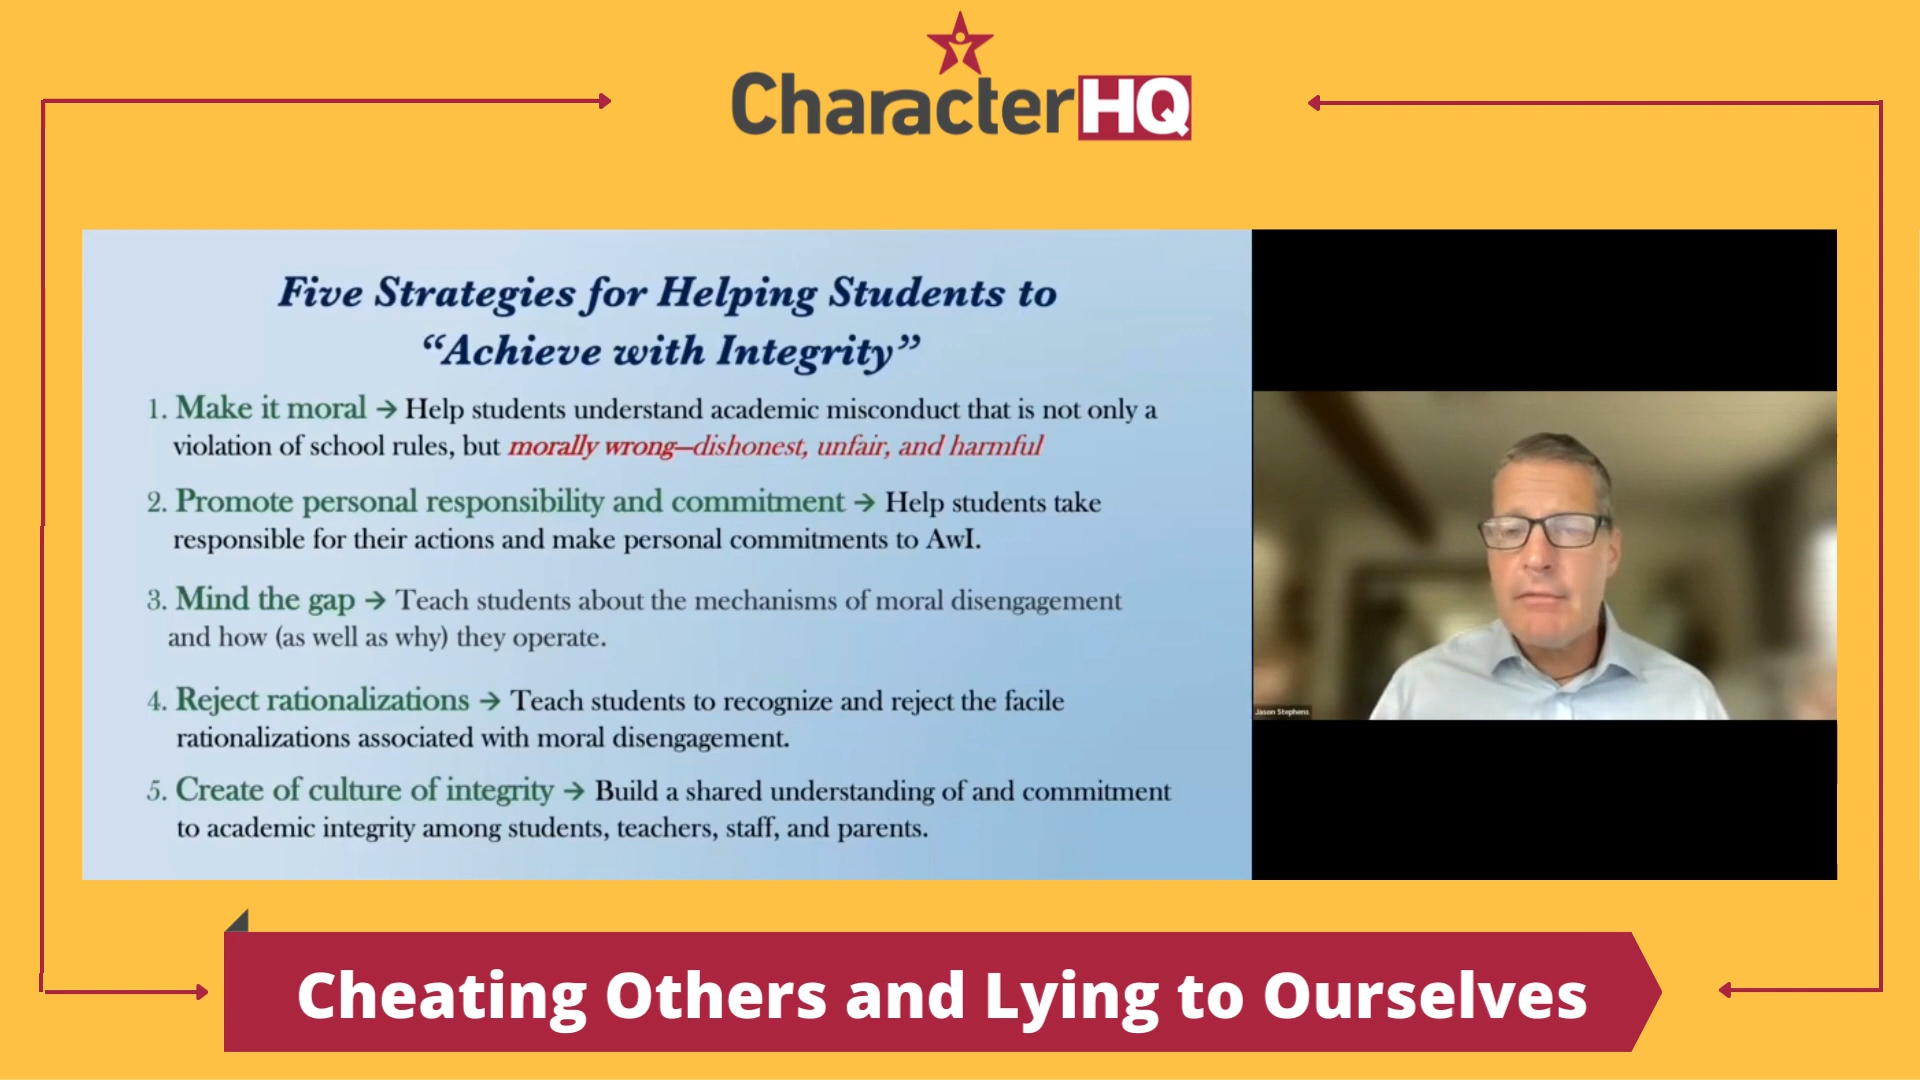 CharacterHQ
Five Strategies for Helping Students to
“Achieve with Integrity”
1. Make it moral → Help students understand academic misconduct that is not only a
violation of school rules, but morally wrong—dishonest, unfair, and harmful
2. Promote personal responsibility and commitment → Help students take
responsible for their actions and make personal commitments to AwI.
3. Mind the gap → Teach students about the mechanisms of moral disengagement
and how (as well as why) they operate.
4. Reject rationalizations → Teach students to recognize and reject the facile
rationalizations associated with moral disengagement.
5. Create of culture of integrity → Build a shared understanding of and commitment
to academic integrity among students, teachers, staff, and parents.
Jason Stephens
Cheating Others and Lying to Ourselves